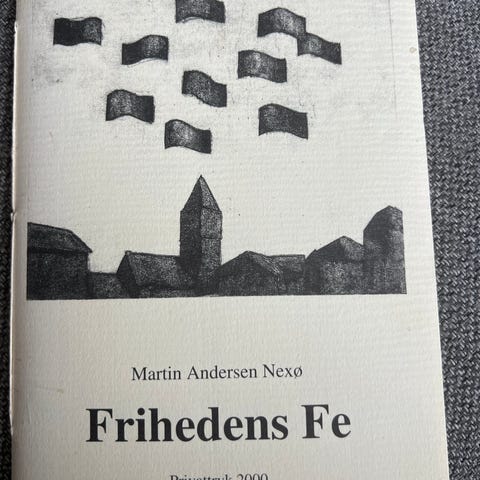 Martin Andersen Nexø
Frihedens Fe
Privattryk 2000